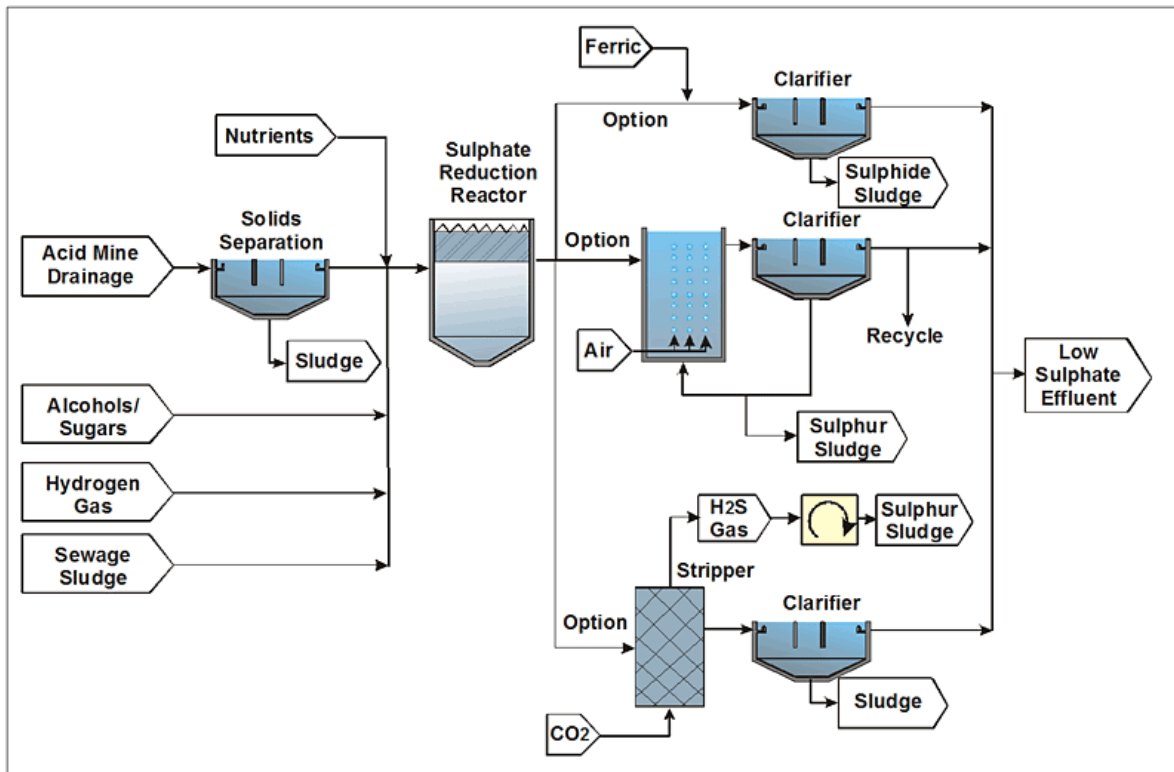 Ferric
Clarifier
Option
Nutrients
Sulphate
Reduction
Reactor
Sulphide
Sludge
Solids
Separation
Option
Clarifier
Acid Mine
Drainage
Sludge
Air
Recycle
Low
Sulphate
Effluent
Alcohols/
Sugars
Sulphur
Sludge
Hydrogen
Gas
H2S
Gas
Sulphur
Sludge
Sewage
Sludge
Stripper
Clarifier
Option
Sludge
CO2